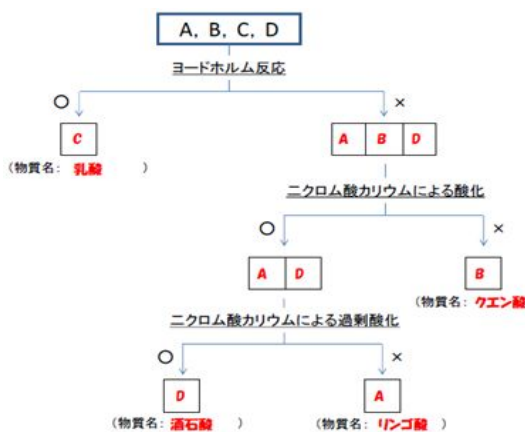 A, B, C, D
ヨードホルム反応
○ ×
C A B D
(物質名: 乳酸 )
二クロム酸カリウムによる酸化
○ ×
A D B
(物質名: クエン酸
二クロム酸カリウムによる過剰酸化
○ ×
D A
(物質名: 酒石酸 ) (物質名: リンゴ酸 )